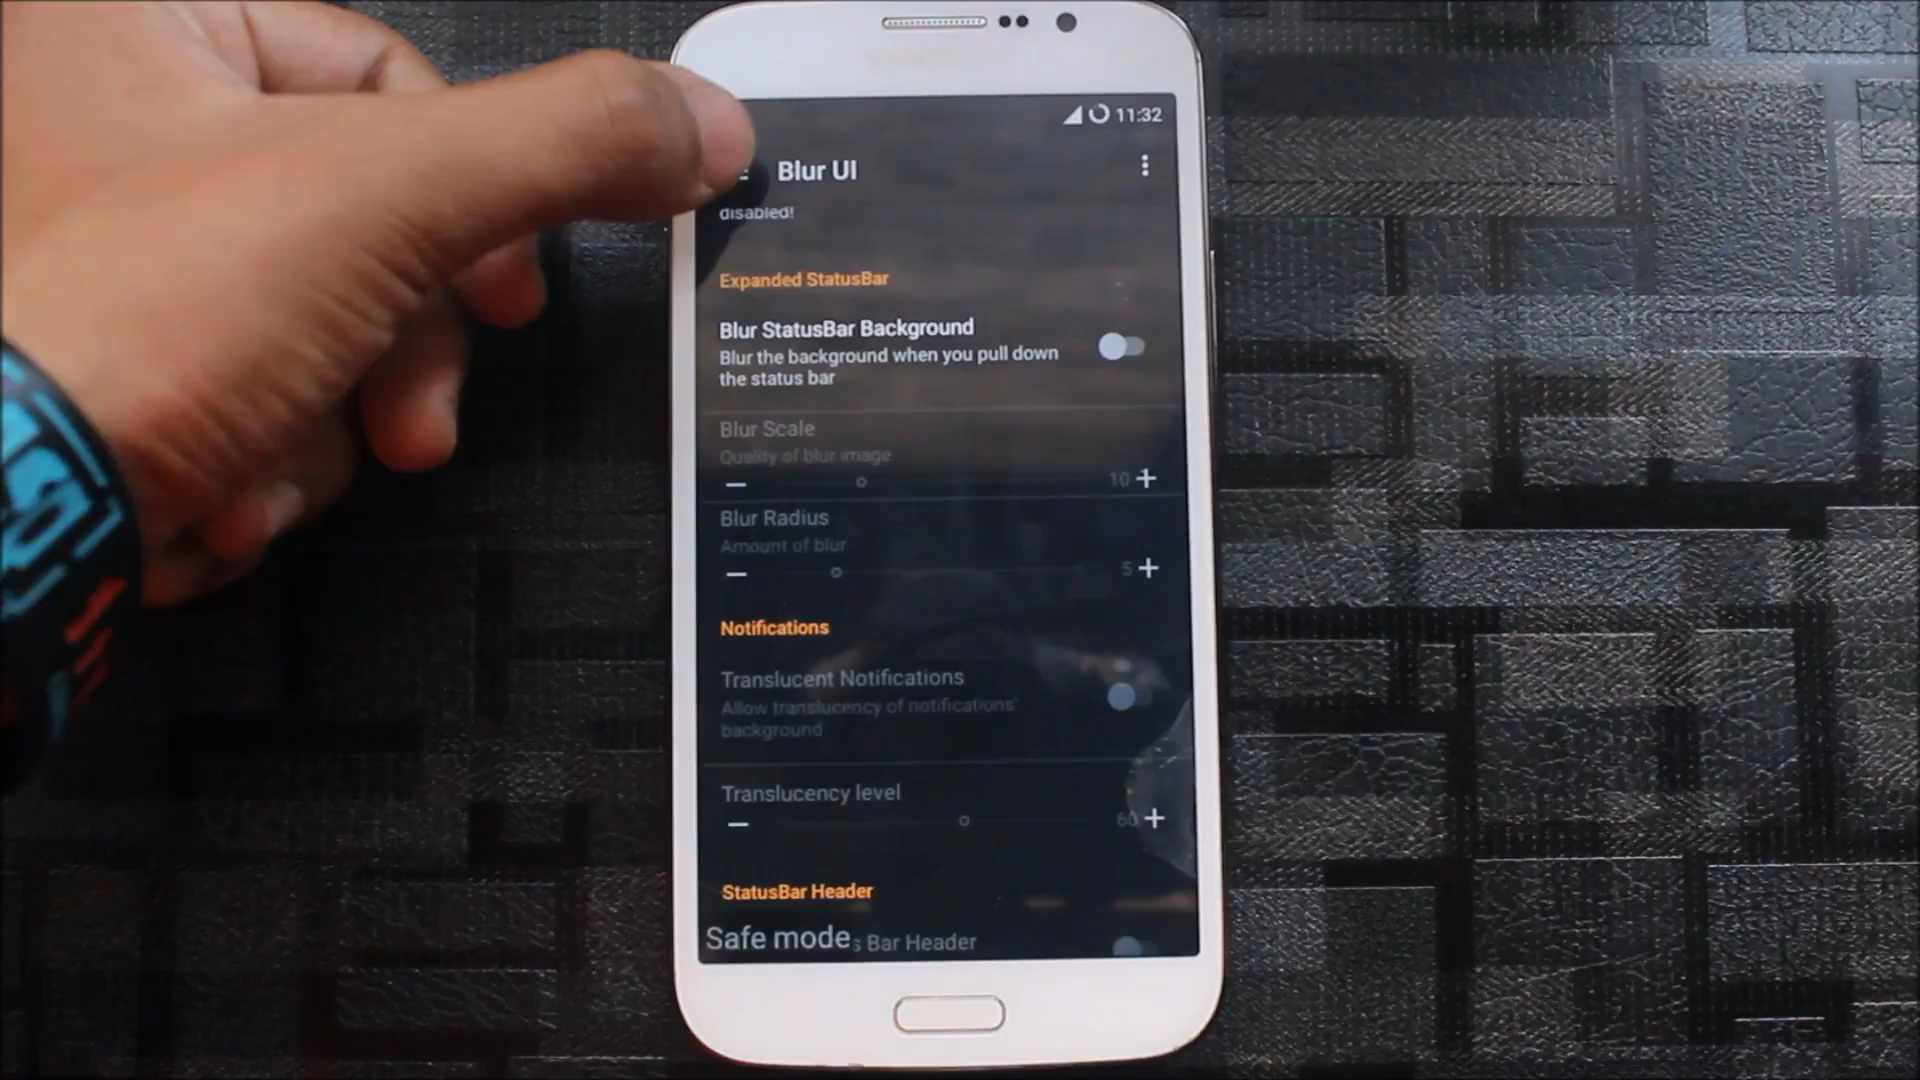 11:32
Blur UI
disabled!
Expanded StatusBar
Blur StatusBar Background
Blur the background when you pull down
the status bar
Blur Scale
Quality of blur image
10
Blur Radius
Amount of blur
5
Notifications
Translucent Notifications
Allow translucency of notifications'
background
Translucency level
60
StatusBar Header
Safe mode
s Bar Header